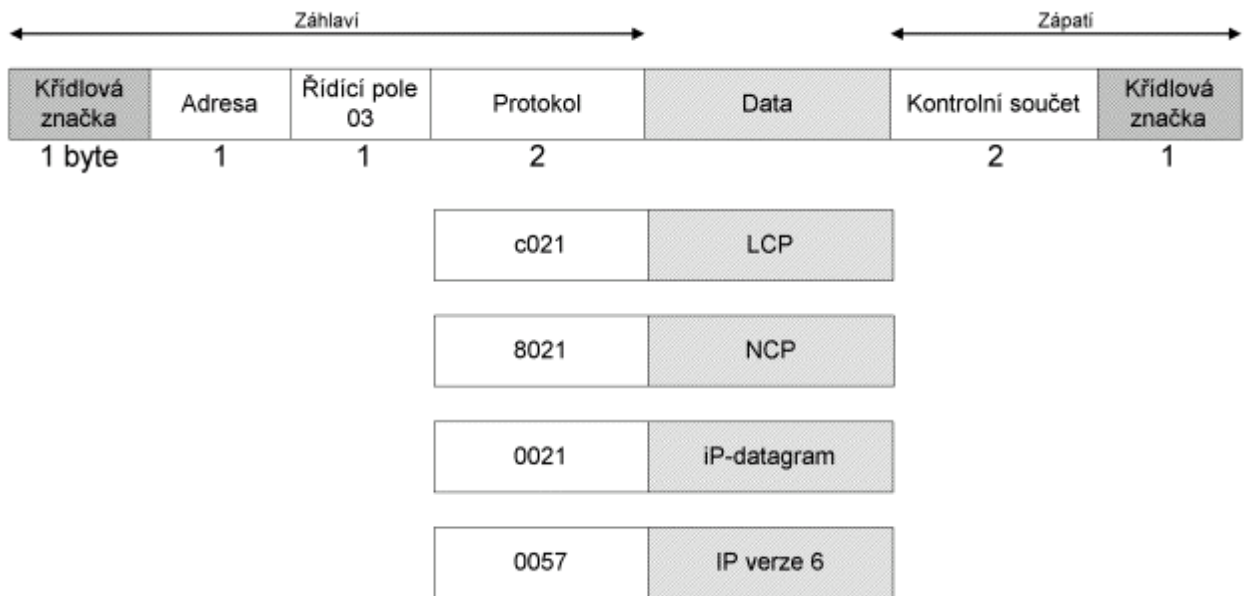 Záhlaví
Zápatí
Křídlová
značka
Adresa
Řídící pole
03
Protokol
Data
Kontrolní součet
Křídlová
značka
1 byte
1
1
2
2
1
c021
LCP
8021
NCP
0021
iP-datagram
0057
IP verze 6